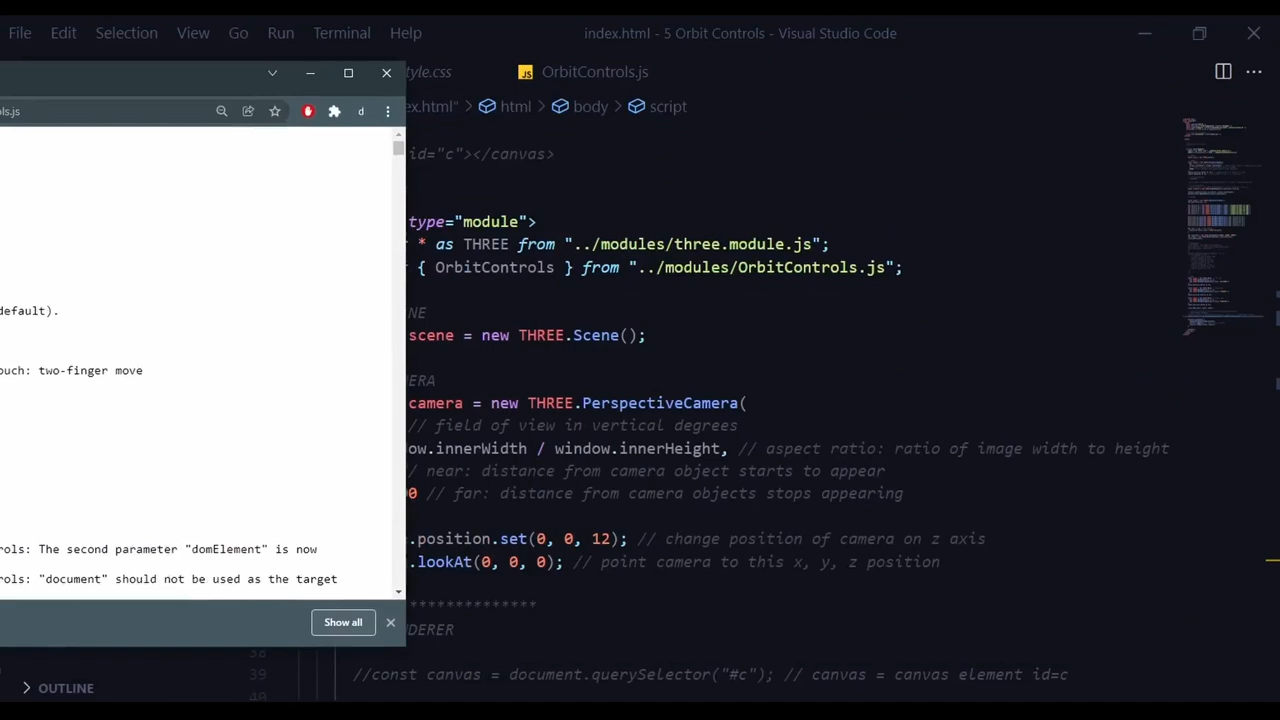 File Edit Selection View Go Run Terminal Help
index.html - 5 Orbit Controls - Visual Studio Code
tyle.css
JS OrbitControls.js
ls.js
d
ex.html" > html > body > script
id="c"></canvas>
type="module">
* as THREE from "../modules/three.module.js";
{ OrbitControls } from "../modules/OrbitControls.js";
default).
NE
scene = new THREE.Scene();
ouch: two-finger move
ERA
camera = new THREE.PerspectiveCamera(
// field of view in vertical degrees
ow.innerWidth / window.innerHeight, // aspect ratio: ratio of image width to height
/ near: distance from camera object starts to appear
0 // far: distance from camera objects stops appearing
.position.set(0, 0, 12); // change position of camera on z axis
rols: The second parameter "domElement" is now
.lookAt(0, 0, 0); // point camera to this x, y, z position
rols: "document" should not be used as the target
**************
Show all
DERER
38
39 //const canvas = document.querySelector("#c"); // canvas = canvas element id=c
40
OUTLINE